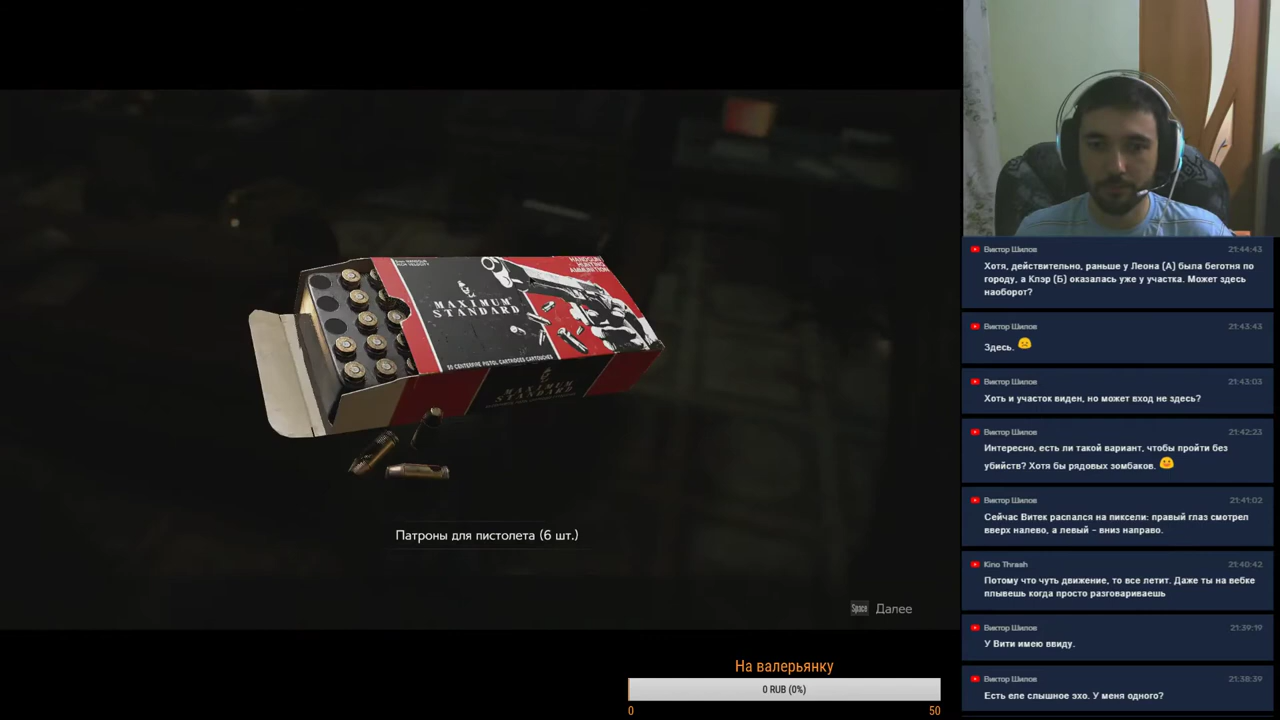 MAXIMUM
STANDARD
HANDGUN
HUNTING
AMMUNITION
50 CENTERFIRE PISTOL CARTRIDGES CARTOUCHES
MAXIMUM
STANDARD
Патроны для пистолета (6 шт.)
Space Далее
На валерьянку
0 RUB (0%)
0 50
Виктор Шилов 21:44:43
Хотя, действительно, раньше у Леона (А) была беготня по
городу, а Клэр (Б) оказалась уже у участка. Может здесь
наоборот?
Виктор Шилов 21:43:43
Здесь.
Виктор Шилов 21:43:03
Хоть и участок виден, но может вход не здесь?
Виктор Шилов 21:42:23
Интересно, есть ли такой вариант, чтобы пройти без
убийств? Хотя бы рядовых зомбаков.
Виктор Шилов 21:41:02
Сейчас Витек распался на пиксели: правый глаз смотрел
вверх налево, а левый - вниз направо.
Kino Thrash 21:40:42
Потому что чуть движение, то все летит. Даже ты на вебке
плывешь когда просто разговариваешь
Виктор Шилов 21:39:19
У Вити имею ввиду.
Виктор Шилов 21:38:39
Есть еле слышное эхо. У меня одного?